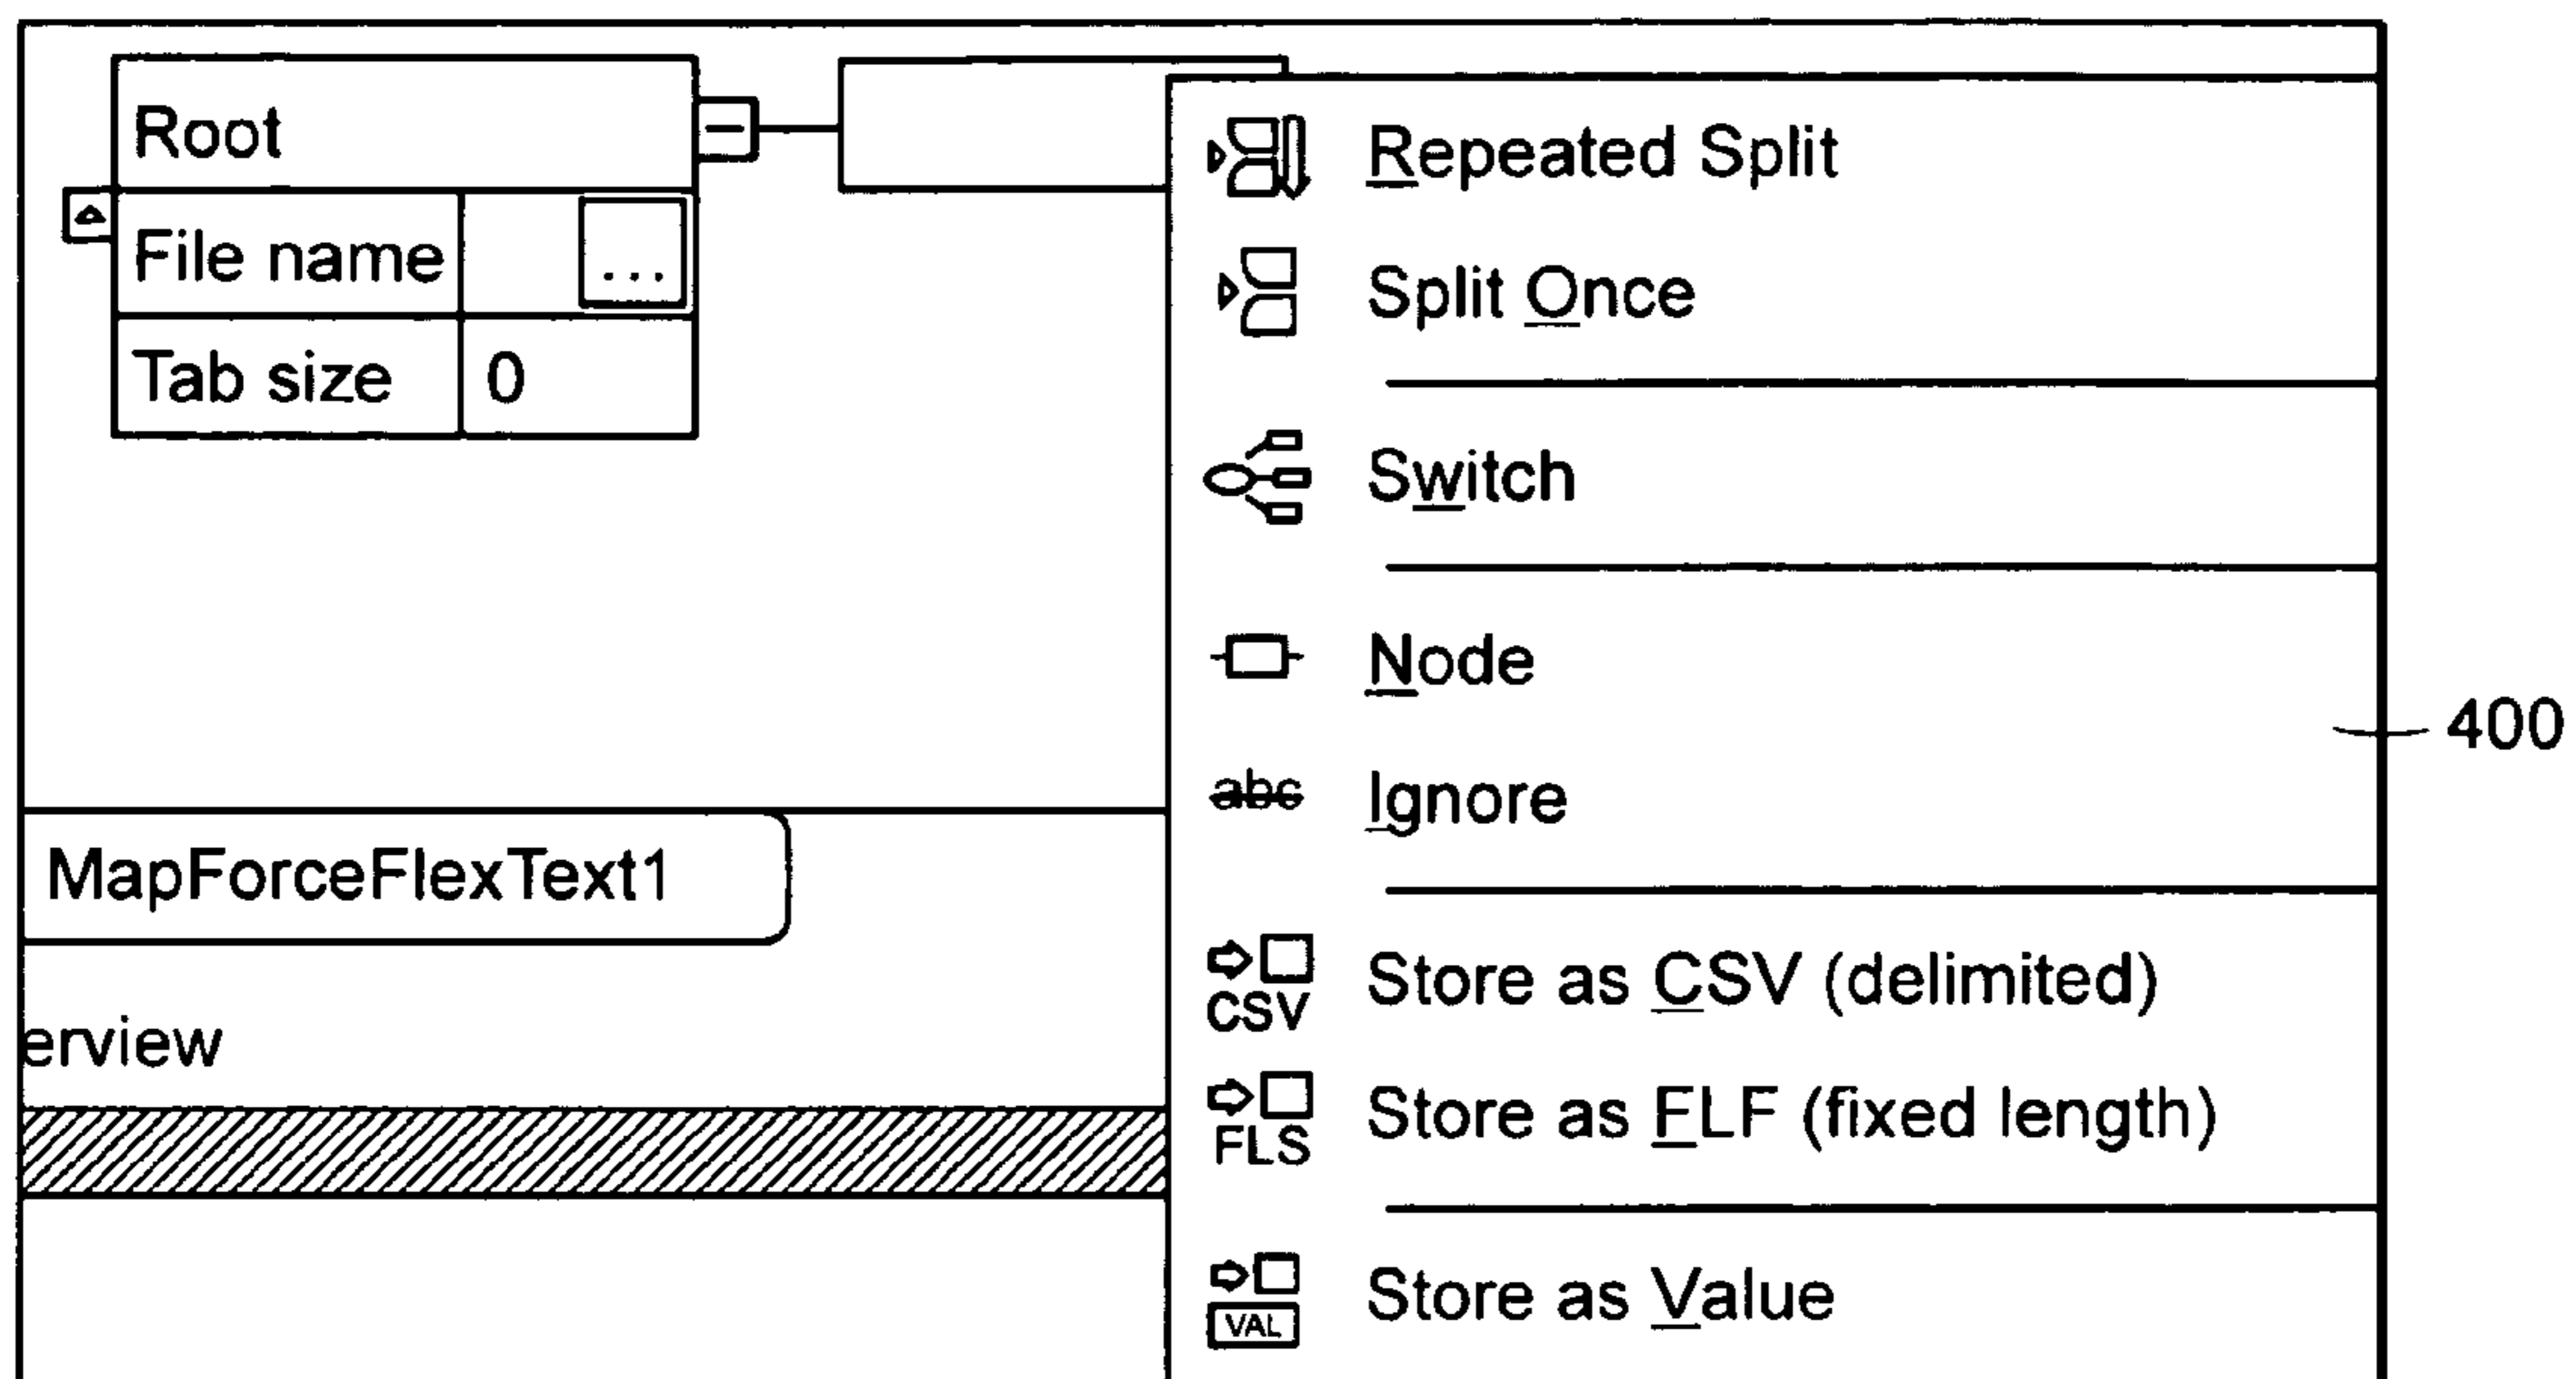 Root
File name ...
Tab size 0
MapForceFlexText1
erview
Repeated Split
Split Once
Switch
Node
abc Ignore
CSV Store as CSV (delimited)
FLS Store as FLF (fixed length)
VAL Store as Value
400